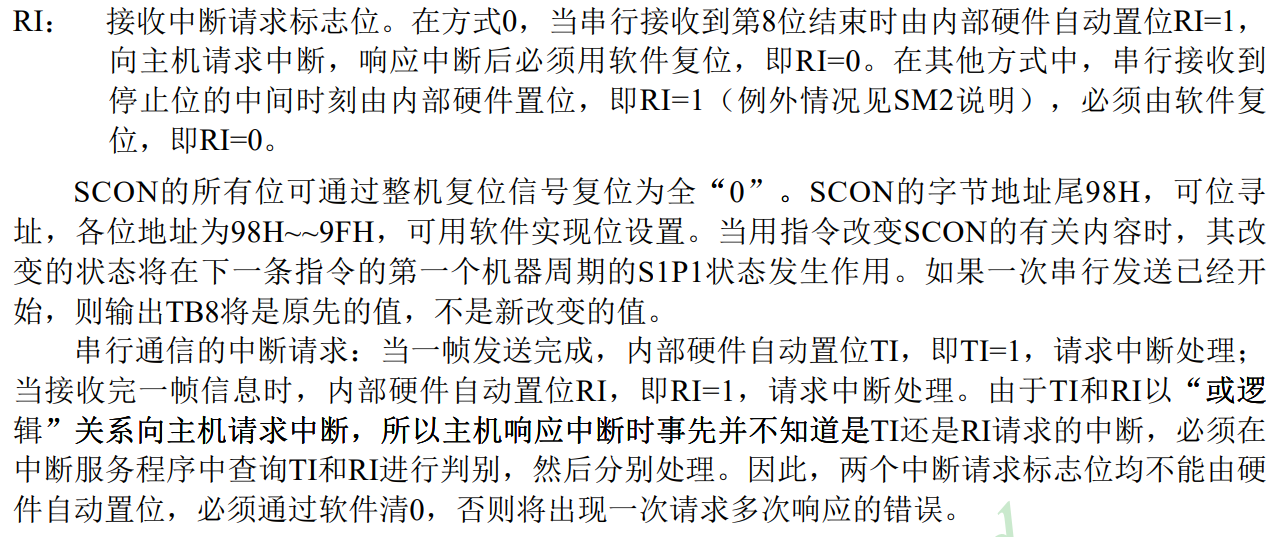 RI： 接收中断请求标志位。在方式0，当串行接收到第8位结束时由内部硬件自动置位RI=1，
向主机请求中断，响应中断后必须用软件复位，即RI=0。在其他方式中，串行接收到
停止位的中间时刻由内部硬件置位，即RI=1（例外情况见SM2说明），必须由软件复
位，即RI=0。
SCON的所有位可通过整机复位信号复位为全“0”。SCON的字节地址尾98H，可位寻
址，各位地址为98H~~9FH，可用软件实现位设置。当用指令改变SCON的有关内容时，其改
变的状态将在下一条指令的第一个机器周期的S1P1状态发生作用。如果一次串行发送已经开
始，则输出TB8将是原先的值，不是新改变的值。
串行通信的中断请求：当一帧发送完成，内部硬件自动置位TI，即TI=1，请求中断处理；
当接收完一帧信息时，内部硬件自动置位RI，即RI=1，请求中断处理。由于TI和RI以“或逻
辑”关系向主机请求中断，所以主机响应中断时事先并不知道是TI还是RI请求的中断，必须在
中断服务程序中查询TI和RI进行判别，然后分别处理。因此，两个中断请求标志位均不能由硬
件自动置位，必须通过软件清0，否则将出现一次请求多次响应的错误。